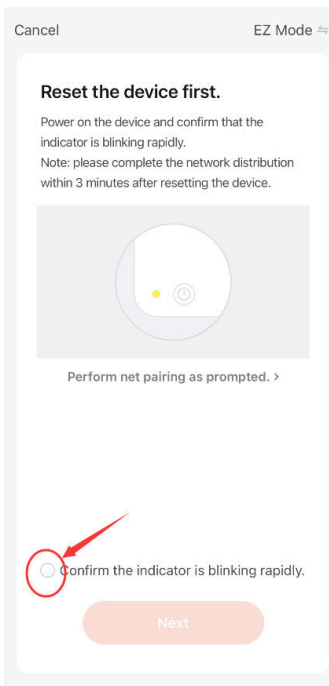 Cancel
EZ Mode
Reset the device first.
Power on the device and confirm that the
indicator is blinking rapidly.
Note: please complete the network distribution
within 3 minutes after resetting the device.
Perform net pairing as prompted. >
Confirm the indicator is blinking rapidly.
Next